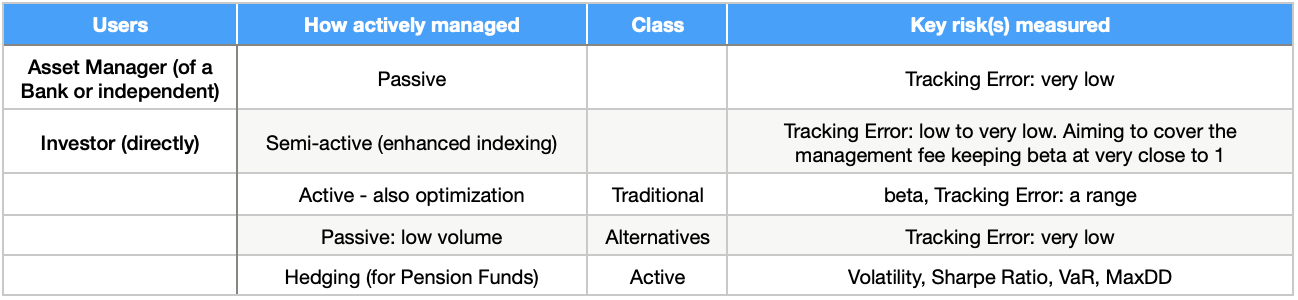 Users How actively managed Class Key risk(s) measured
Asset Manager (of a
Bank or independent) Passive Tracking Error: very low
Investor (directly) Semi-active (enhanced indexing) Tracking Error: low to very low. Aiming to cover the
management fee keeping beta at very close to 1
Active - also optimization Traditional beta, Tracking Error: a range
Passive: low volume Alternatives Tracking Error: very low
Hedging (for Pension Funds) Active Volatility, Sharpe Ratio, VaR, MaxDD